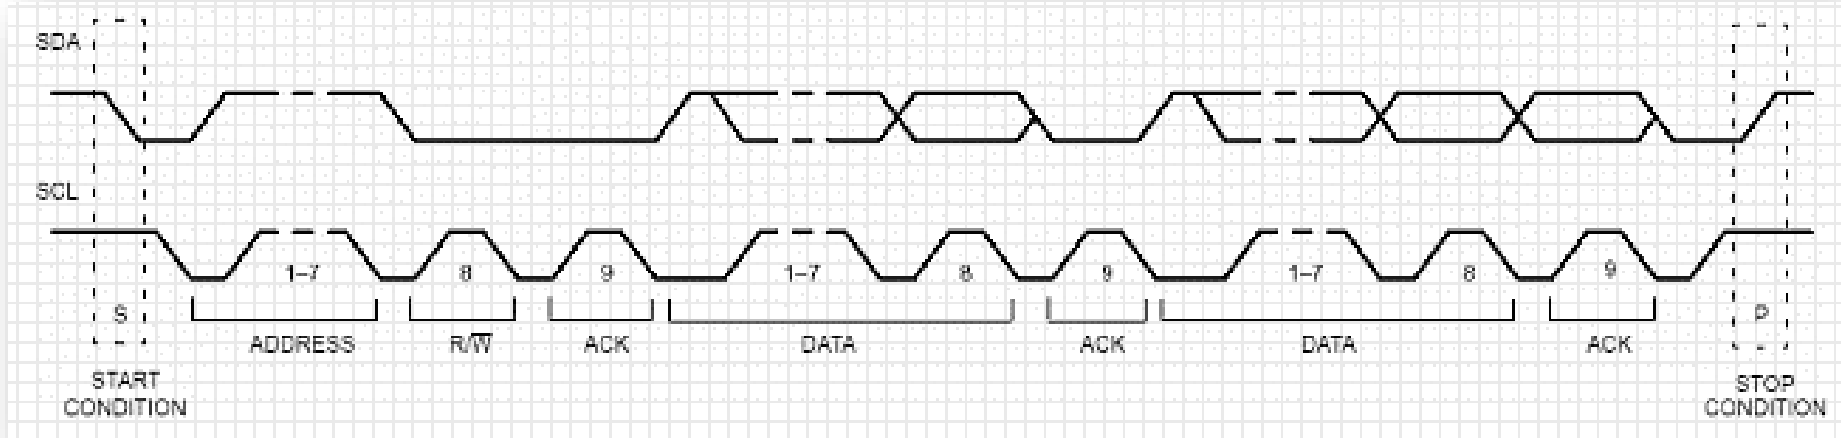 SDA
SCL
1–7 8 9 1–7 8 9 1–7 8 9
S P
ADDRESS R/W̅ ACK DATA ACK DATA ACK
START
CONDITION
STOP
CONDITION